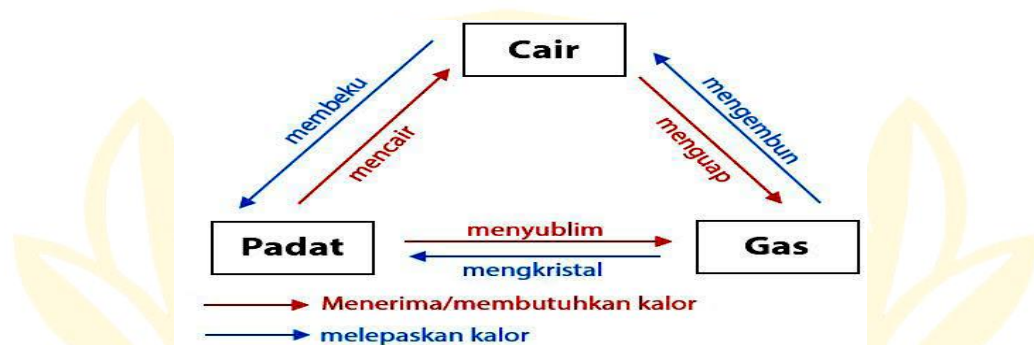 Cair
membeku
mencair
menguap
mengembun
Padat
menyublim
mengkristal
Gas
Menerima/membutuhkan kalor
melepaskan kalor